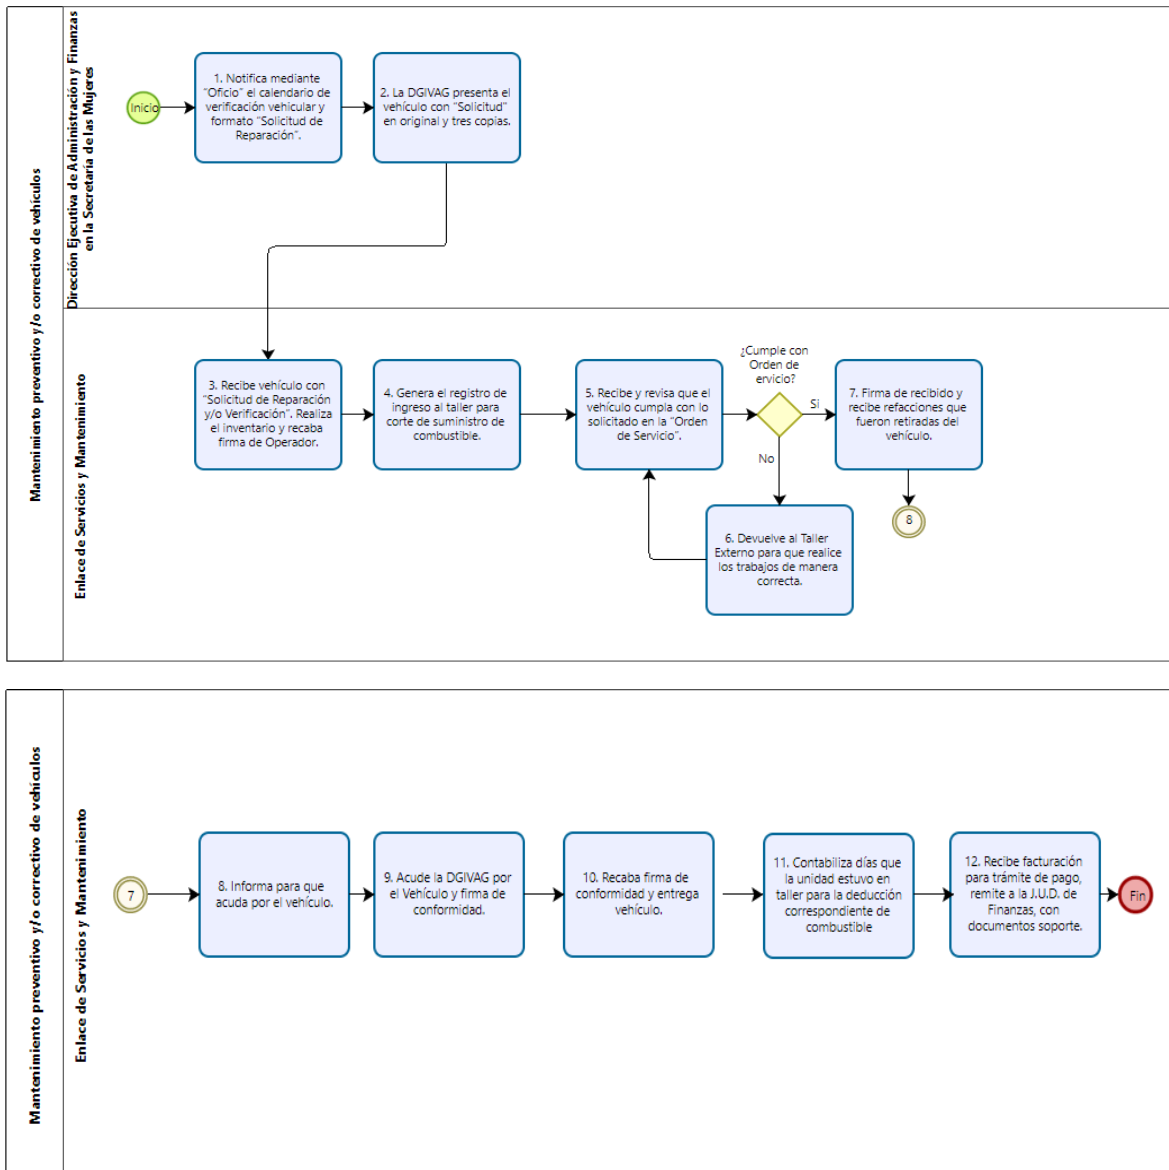 Mantenimiento preventivo y/o correctivo de vehículos
Dirección Ejecutiva de Administración y Finanzas
en la Secretaría de las Mujeres
Inicio
1. Notifica mediante
“Oficio” el calendario de
verificación vehicular y
formato “Solicitud de
Reparación”.
2. La DGIVAG presenta el
vehículo con “Solicitud”
en original y tres copias.
Enlace de Servicios y Mantenimiento
3. Recibe vehículo con
“Solicitud de Reparación
y/o Verificación”. Realiza
el inventario y recaba
firma de Operador.
4. Genera el registro de
ingreso al taller para
corte de suministro de
combustible.
5. Recibe y revisa que el
vehículo cumpla con lo
solicitado en la “Orden
de Servicio”.
¿Cumple con
Orden de
ervicio?
Si
No
7. Firma de recibido y
recibe refacciones que
fueron retiradas del
vehículo.
8
6. Devuelve al Taller
Externo para que realice
los trabajos de manera
correcta.
Mantenimiento preventivo y/o correctivo de vehículos
Enlace de Servicios y Mantenimiento
7
8. Informa para que
acuda por el vehículo.
9. Acude la DGIVAG por
el Vehículo y firma de
conformidad.
10. Recaba firma de
conformidad y entrega
vehículo.
11. Contabiliza días que
la unidad estuvo en
taller para la deducción
correspondiente de
combustible
12. Recibe facturación
para trámite de pago,
remite a la J.U.D. de
Finanzas, con
documentos soporte.
Fin